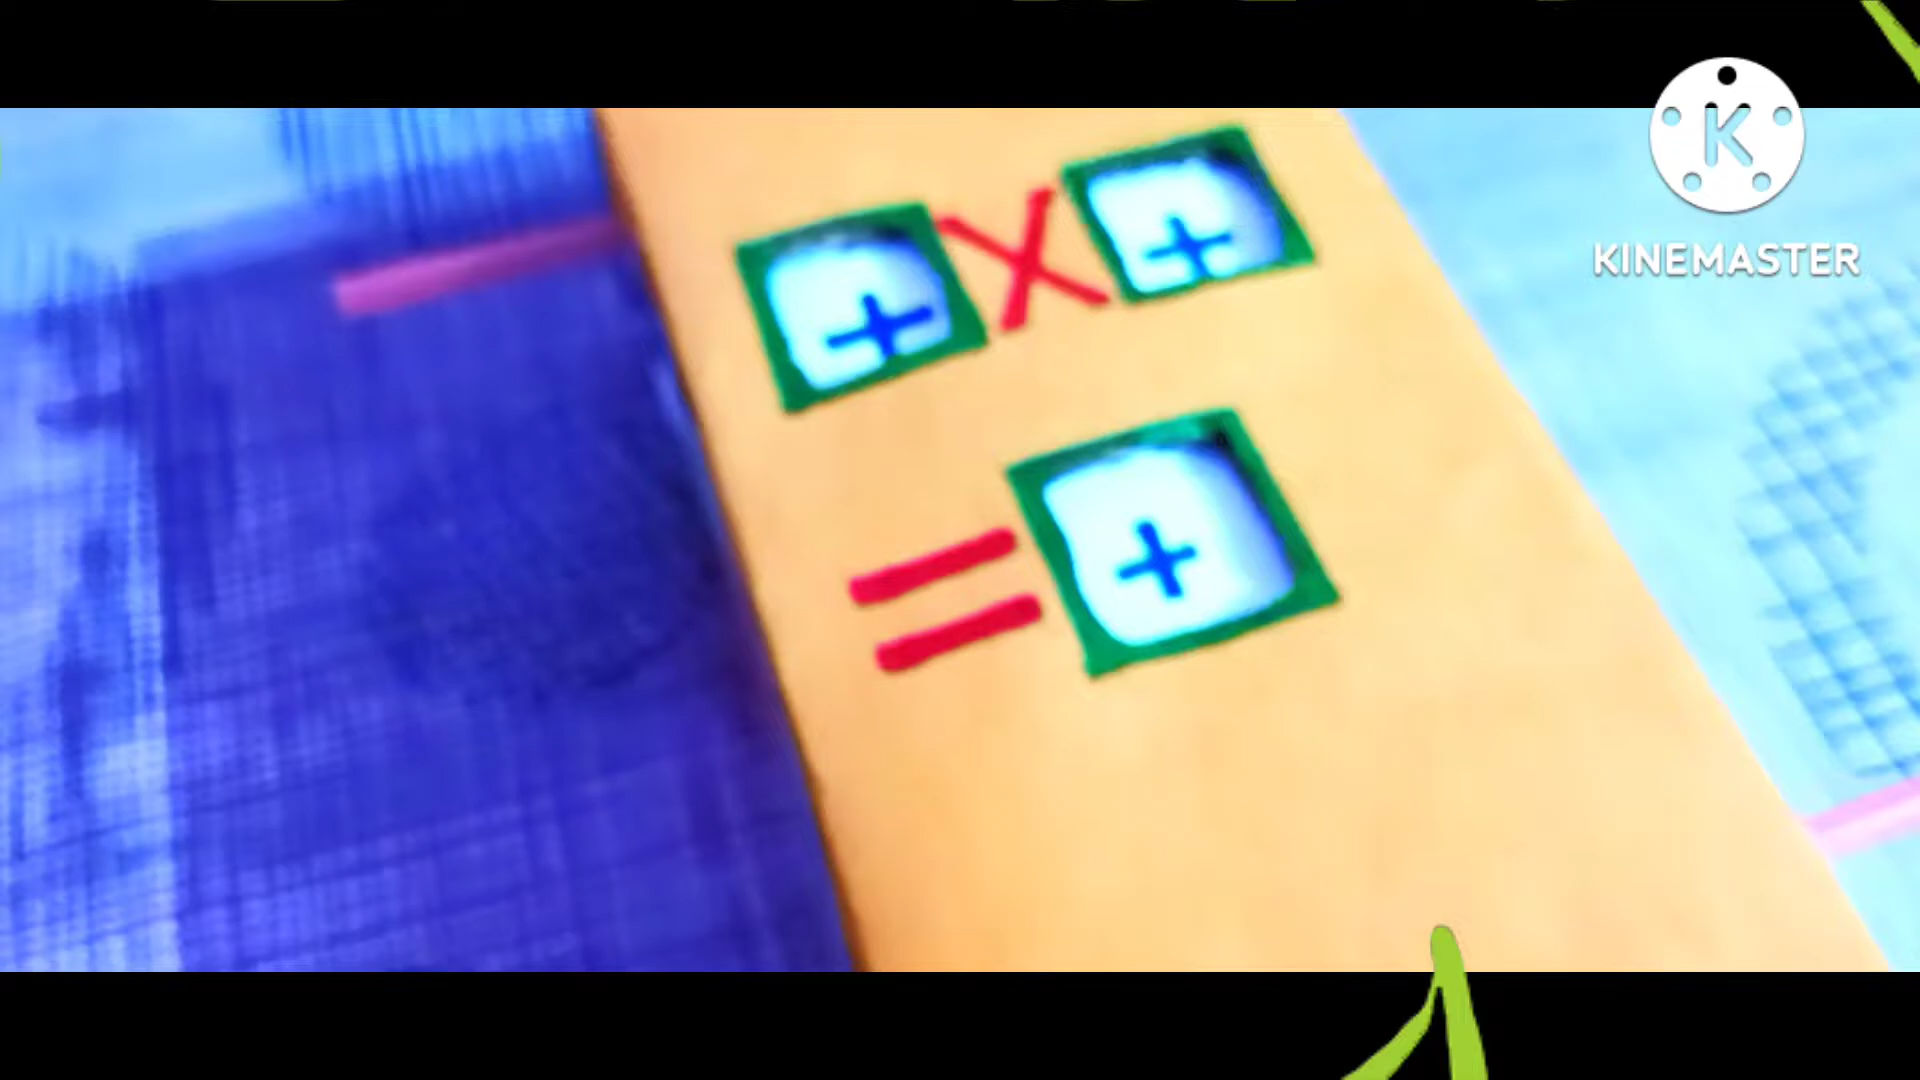 + X +
= +
K
KINEMASTER